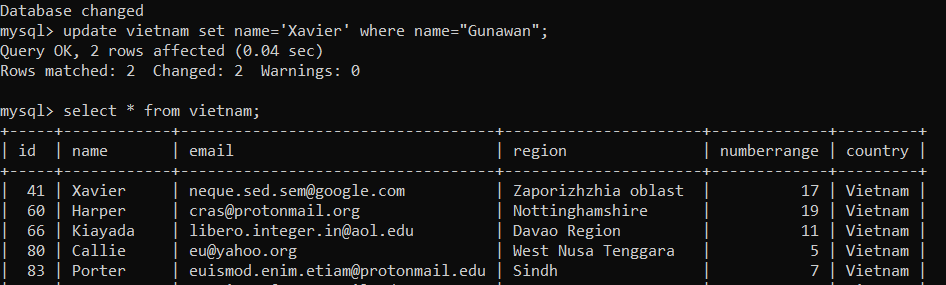 Database changed
mysql> update vietnam set name='Xavier' where name="Gunawan";
Query OK, 2 rows affected (0.04 sec)
Rows matched: 2  Changed: 2  Warnings: 0
mysql> select * from vietnam;
+-----+------------+--------------------------------+--------------------+-------------+---------+
| id  | name       | email                          | region             | numberrange | country |
+-----+------------+--------------------------------+--------------------+-------------+---------+
|  41 | Xavier     | neque.sed.sem@google.com       | Zaporizhzhia oblast |          17 | Vietnam |
|  60 | Harper     | cras@protonmail.org            | Nottinghamshire    |          19 | Vietnam |
|  66 | Kiayada    | libero.integer.in@aol.edu      | Davao Region       |          11 | Vietnam |
|  80 | Callie     | eu@yahoo.org                   | West Nusa Tenggara |           5 | Vietnam |
|  83 | Porter     | euismod.enim.etiam@protonmail.edu | Sindh           |           7 | Vietnam |